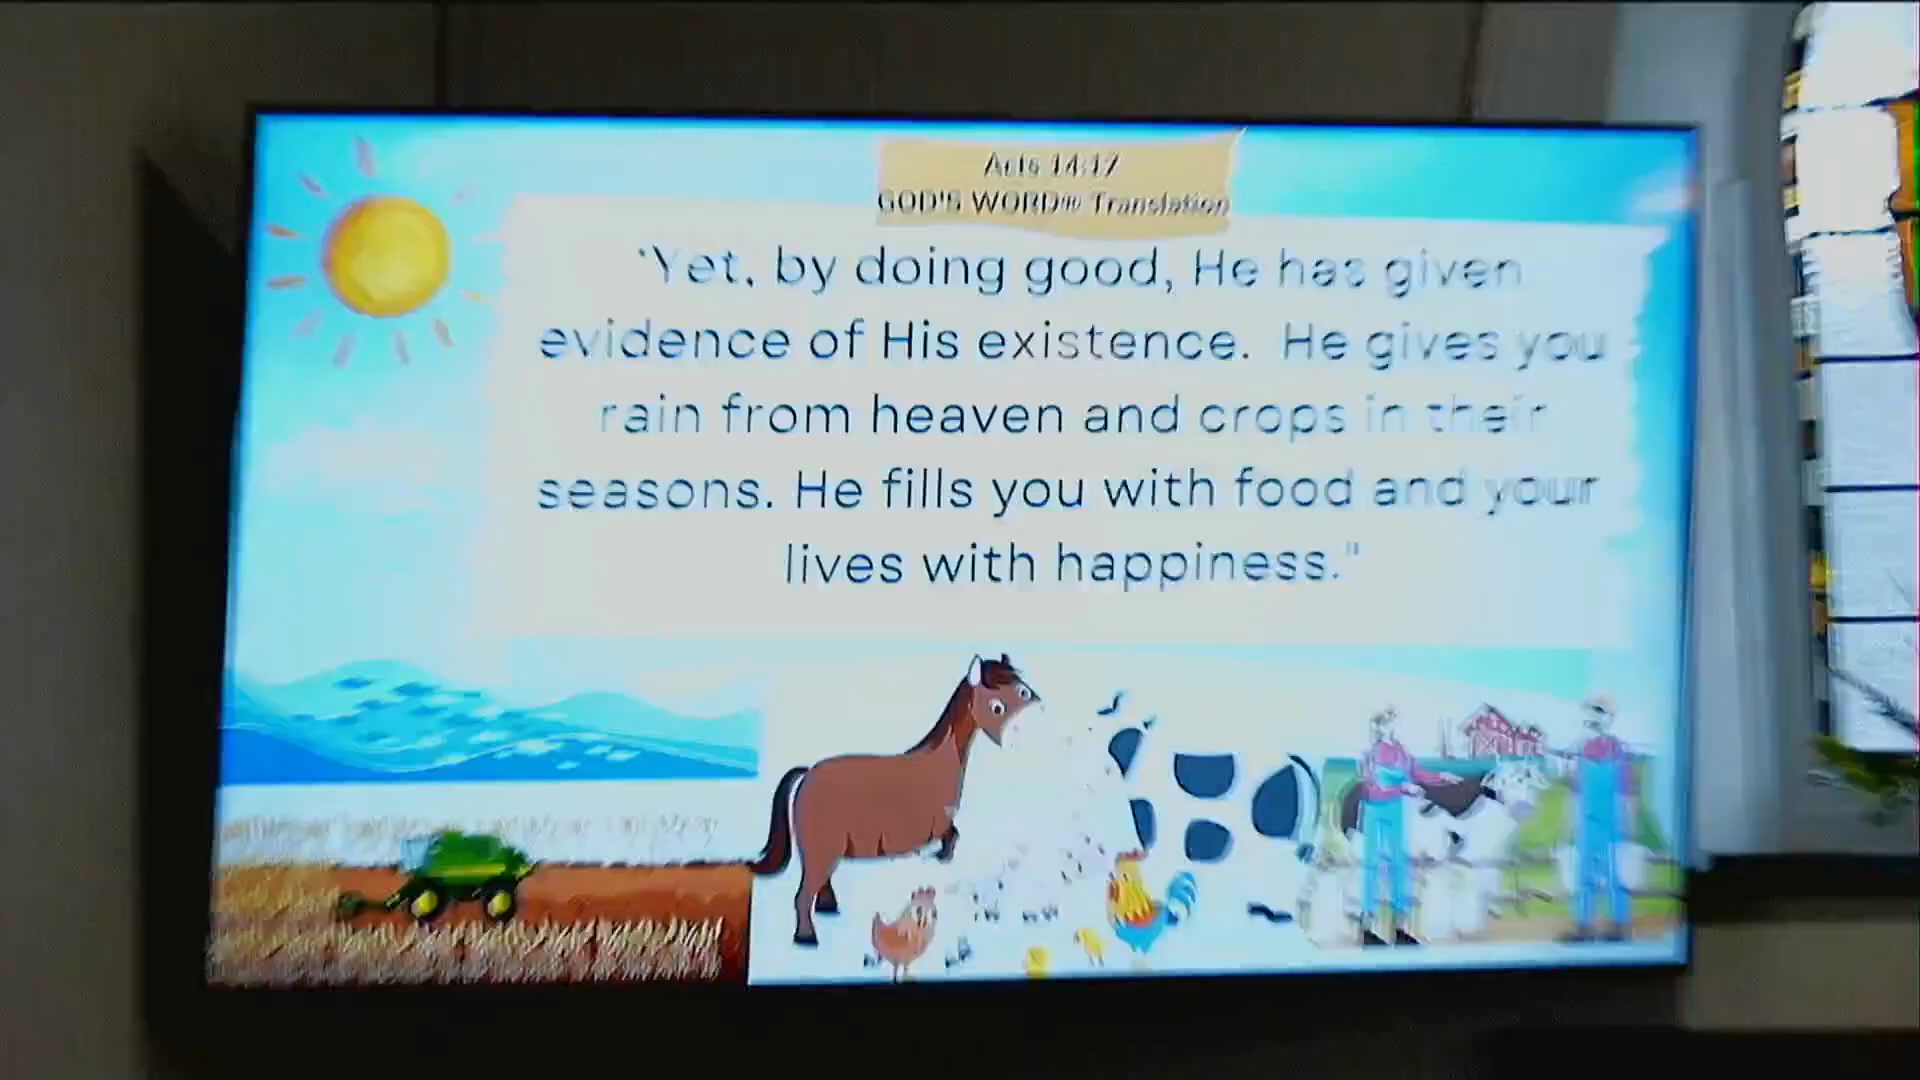 Acts 14:17
GOD'S WORD® Translation
"Yet, by doing good, He has given
evidence of His existence. He gives you
rain from heaven and crops in their
seasons. He fills you with food and your
lives with happiness."